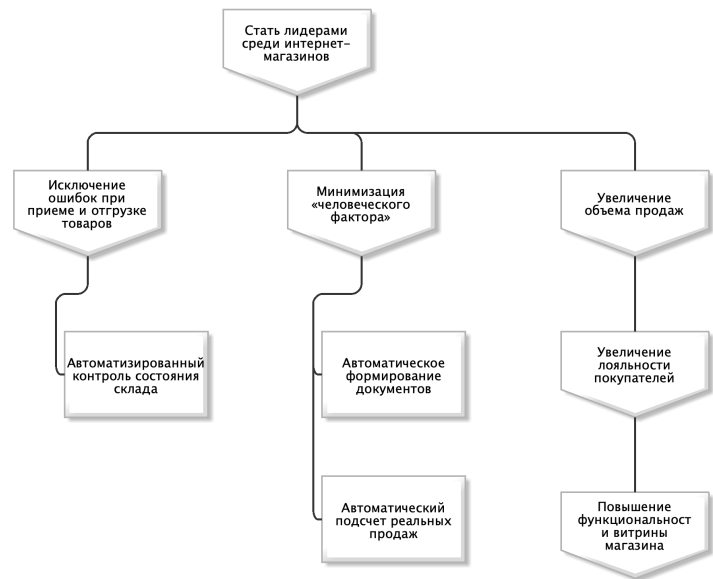 Стать лидерами
среди интернет-
магазинов
Исключение
ошибок при
приеме и отгрузке
товаров
Минимизация
«человеческого
фактора»
Увеличение
объема продаж
Автоматизированный
контроль состояния
склада
Автоматическое
формирование
документов
Увеличение
лояльности
покупателей
Автоматический
подсчет реальных
продаж
Повышение
функциональност
и витрины
магазина